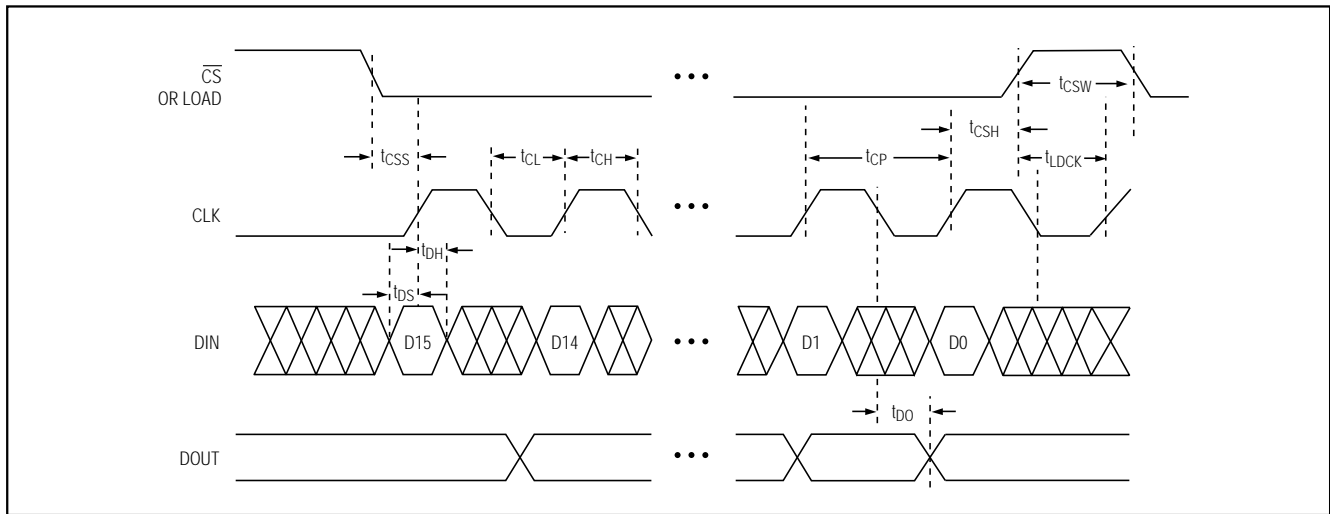 C̅S̅
OR LOAD
• • •
tCSW
tCSH
tCSS
tCL
tCH
tCP
tLDCK
CLK
• • •
tDH
tDS
DIN
D15
D14
• • •
D1
D0
tDO
DOUT
• • •